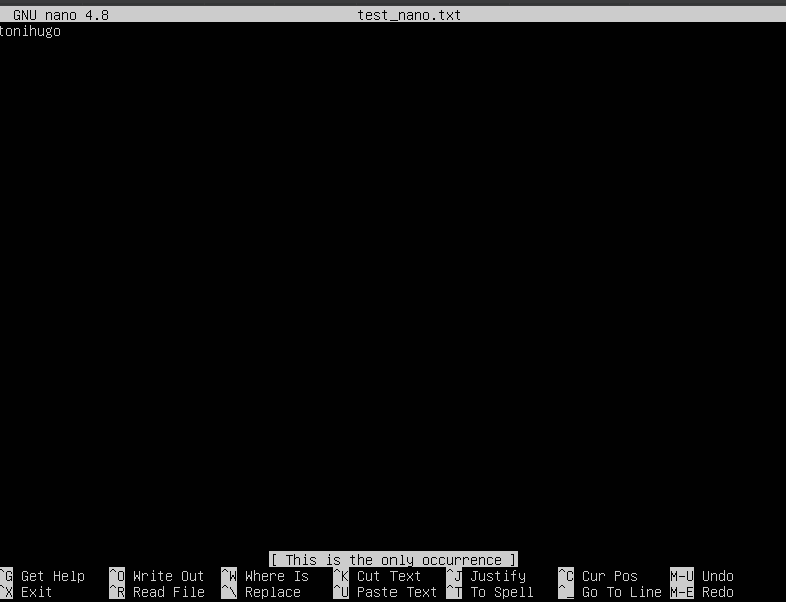 GNU nano 4.8 test_nano.txt
tonihugo
[ This is the only occurrence ]
^G Get Help ^O Write Out ^W Where Is ^K Cut Text ^J Justify ^C Cur Pos M-U Undo
^X Exit ^R Read File ^\ Replace ^U Paste Text ^T To Spell ^_ Go To Line M-E Redo